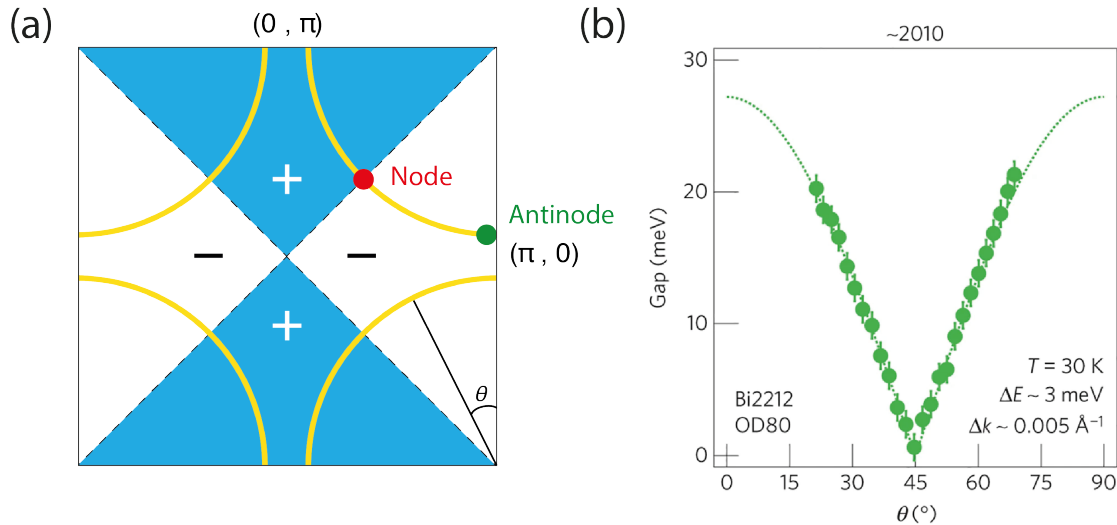 (a)
(0 , π)
+
Node
Antinode
− −
(π , 0)
+
θ
(b)
~2010
30
20
10
0
Gap (meV)
Bi2212
OD80
T = 30 K
ΔE ~ 3 meV
Δk ~ 0.005 Å⁻¹
0 15 30 45 60 75 90
θ (°)